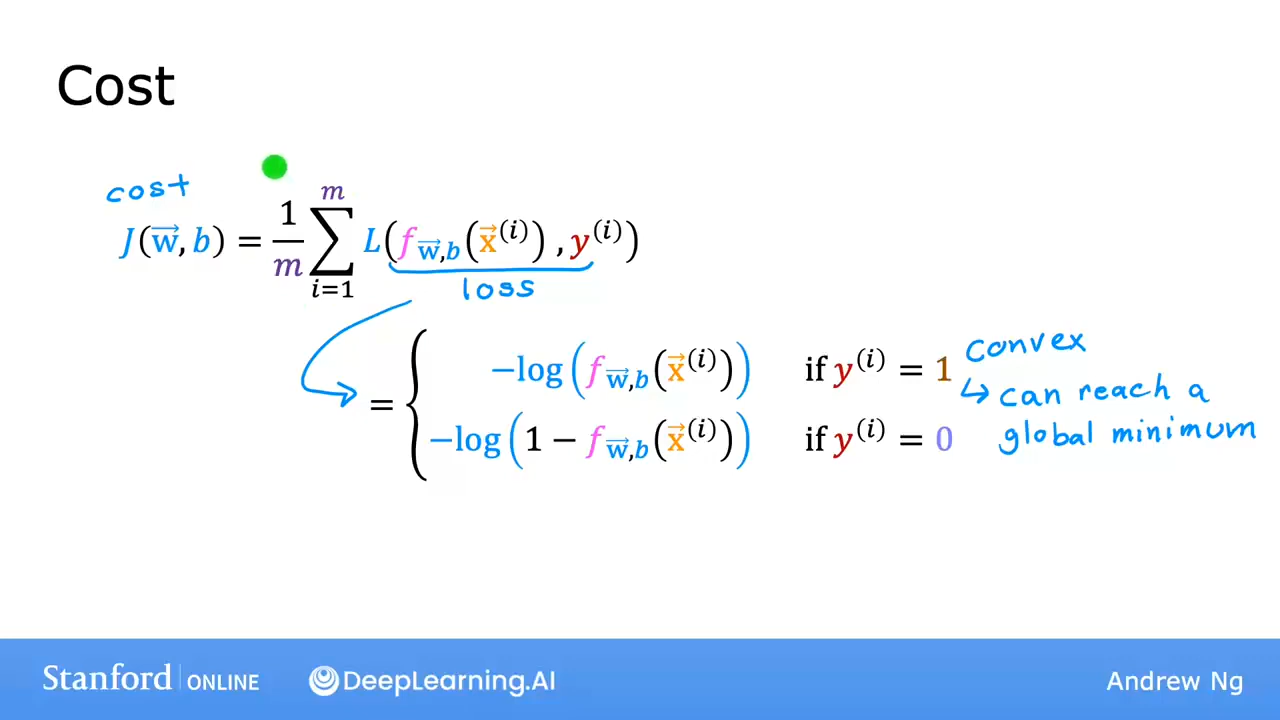 Cost
cost
J(w⃗, b) = 1/m ∑_{i=1}^{m} L(f_{w⃗,b}(x⃗^{(i)}), y^{(i)})
loss
= { −log(f_{w⃗,b}(x⃗^{(i)})) if y^{(i)} = 1
−log(1 − f_{w⃗,b}(x⃗^{(i)})) if y^{(i)} = 0
convex
↳ can reach a
global minimum
Stanford ONLINE DeepLearning.AI Andrew Ng